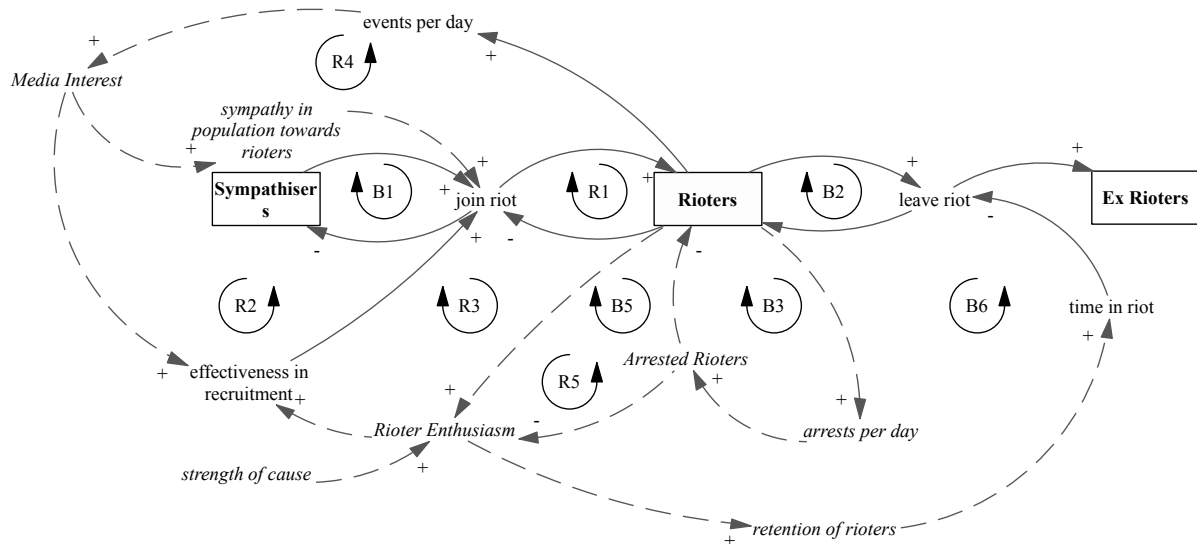 events per day
+
+
R4
Media Interest
sympathy in
population towards
rioters
+
+
+
+
+
+
Sympathiser
s
B1
join riot
R1
Rioters
B2
leave riot
Ex Rioters
-
+
-
-
-
R2
R3
B5
B3
B6
time in riot
+
+
effectiveness in
recruitment
+
R5
Arrested Rioters
+
+
-
+
Rioter Enthusiasm
arrests per day
strength of cause
+
retention of rioters
+